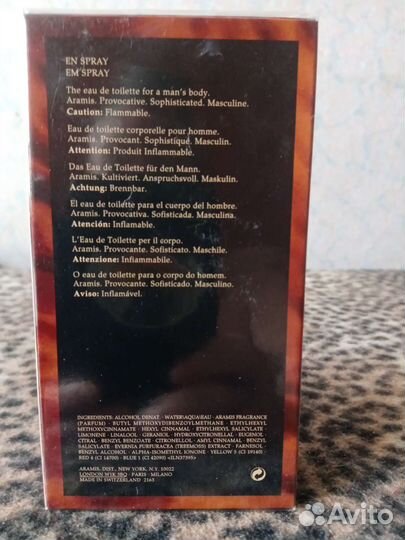 EN SPRAY
EM SPRAY
The eau de toilette for a man's body.
Aramis. Provocative. Sophisticated. Masculine.
Caution: Flammable.
Eau de toilette corporelle pour homme.
Aramis. Provocant. Sophistiqué. Masculin.
Attention: Produit Inflammable.
Das Eau de Toilette für den Mann.
Aramis. Kultiviert. Anspruchsvoll. Maskulin.
Achtung: Brennbar.
El eau de toilette para el cuerpo del hombre.
Aramis. Provocativa. Sofisticada. Masculina.
Atención: Inflamable.
L'Eau de Toilette per il corpo.
Aramis. Provocante. Sofisticato. Maschile.
Attenzione: Infiammabile.
O eau de toilette para o corpo do homem.
Aramis. Provocante. Sofisticado. Masculino.
Aviso: Inflamável.
INGREDIENTS: ALCOHOL DENAT. · WATER\AQUA\EAU · ARAMIS FRAGRANCE
(PARFUM) · BUTYL METHOXYDIBENZOYLMETHANE · ETHYLHEXYL
METHOXYCINNAMATE · HEXYL CINNAMAL · ETHYLHEXYL SALICYLATE
LIMONENE · LINALOOL · GERANIOL · HYDROXYCITRONELLAL · EUGENOL
CITRAL · BENZYL BENZOATE · CITRONELLOL · AMYL CINNAMAL · BENZYL
SALICYLATE · EVERNIA FURFURACEA (TREEMOSS) EXTRACT · FARNESOL
BENZYL ALCOHOL · ALPHA-ISOMETHYL IONONE · YELLOW 5 (CI 19140)
RED 4 (CI 14700) · BLUE 1 (CI 42090) <ILN37395>
ARAMIS. DIST., NEW YORK, N.Y. 10022
LONDON W1K 3BQ · PARIS · MILANO
MADE IN SWITZERLAND 2163
Avito